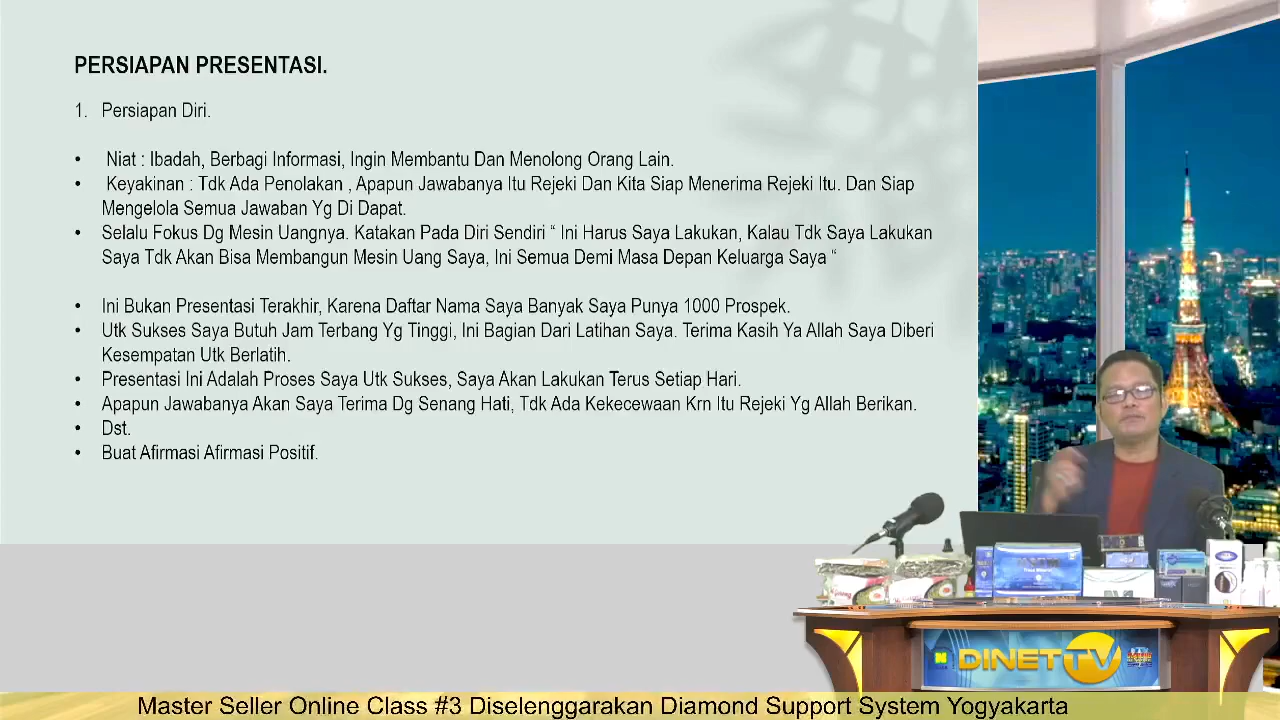 PERSIAPAN PRESENTASI.
1. Persiapan Diri.
• Niat : Ibadah, Berbagi Informasi, Ingin Membantu Dan Menolong Orang Lain.
• Keyakinan : Tdk Ada Penolakan , Apapun Jawabanya Itu Rejeki Dan Kita Siap Menerima Rejeki Itu. Dan Siap
Mengelola Semua Jawaban Yg Di Dapat.
• Selalu Fokus Dg Mesin Uangnya. Katakan Pada Diri Sendiri “ Ini Harus Saya Lakukan, Kalau Tdk Saya Lakukan
Saya Tdk Akan Bisa Membangun Mesin Uang Saya, Ini Semua Demi Masa Depan Keluarga Saya “
• Ini Bukan Presentasi Terakhir, Karena Daftar Nama Saya Banyak Saya Punya 1000 Prospek.
• Utk Sukses Saya Butuh Jam Terbang Yg Tinggi, Ini Bagian Dari Latihan Saya. Terima Kasih Ya Allah Saya Diberi
Kesempatan Utk Berlatih.
• Presentasi Ini Adalah Proses Saya Utk Sukses, Saya Akan Lakukan Terus Setiap Hari.
• Apapun Jawabanya Akan Saya Terima Dg Senang Hati, Tdk Ada Kekecewaan Krn Itu Rejeki Yg Allah Berikan.
• Dst.
• Buat Afirmasi Afirmasi Positif.
DINET TV
Master Seller Online Class #3 Diselenggarakan Diamond Support System Yogyakarta